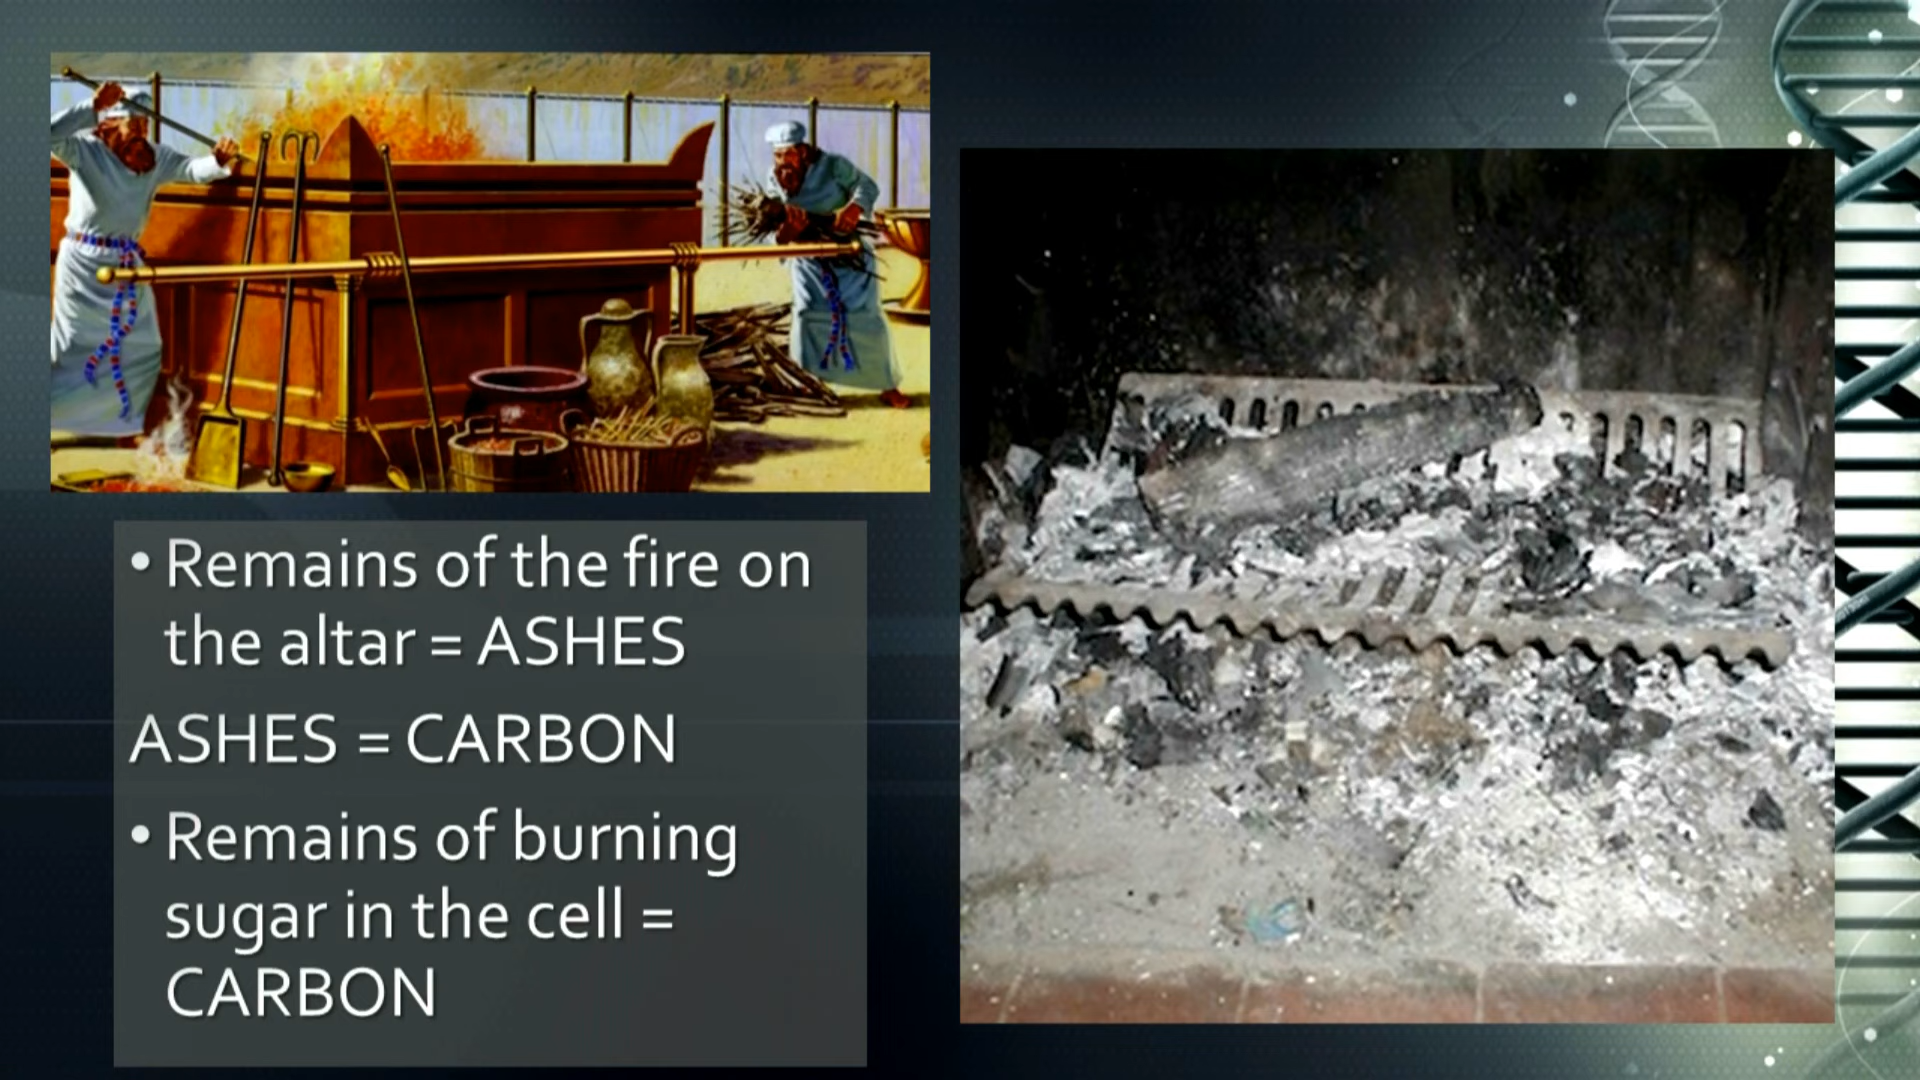 • Remains of the fire on
the altar = ASHES
ASHES = CARBON
• Remains of burning
sugar in the cell =
CARBON